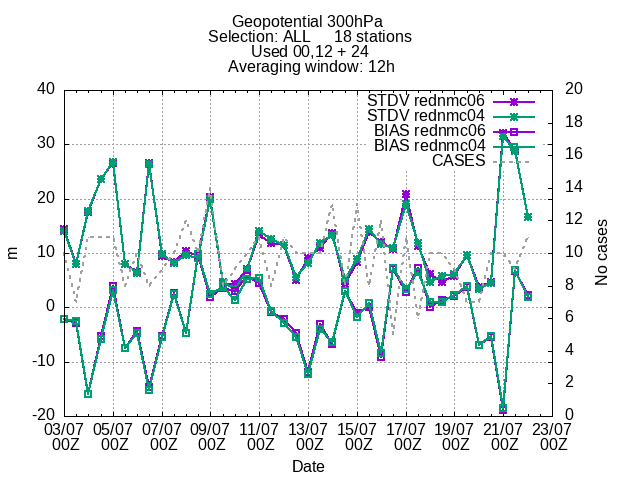 Geopotential 300hPa
Selection: ALL 18 stations
Used 00,12 + 24
Averaging window: 12h
STDV rednmc06
STDV rednmc04
BIAS rednmc06
BIAS rednmc04
CASES
m
40
30
20
10
0
-10
-20
No cases
20
18
16
14
12
10
8
6
4
2
0
03/07 05/07 07/07 09/07 11/07 13/07 15/07 17/07 19/07 21/07 23/07
00Z 00Z 00Z 00Z 00Z 00Z 00Z 00Z 00Z 00Z 00Z
Date